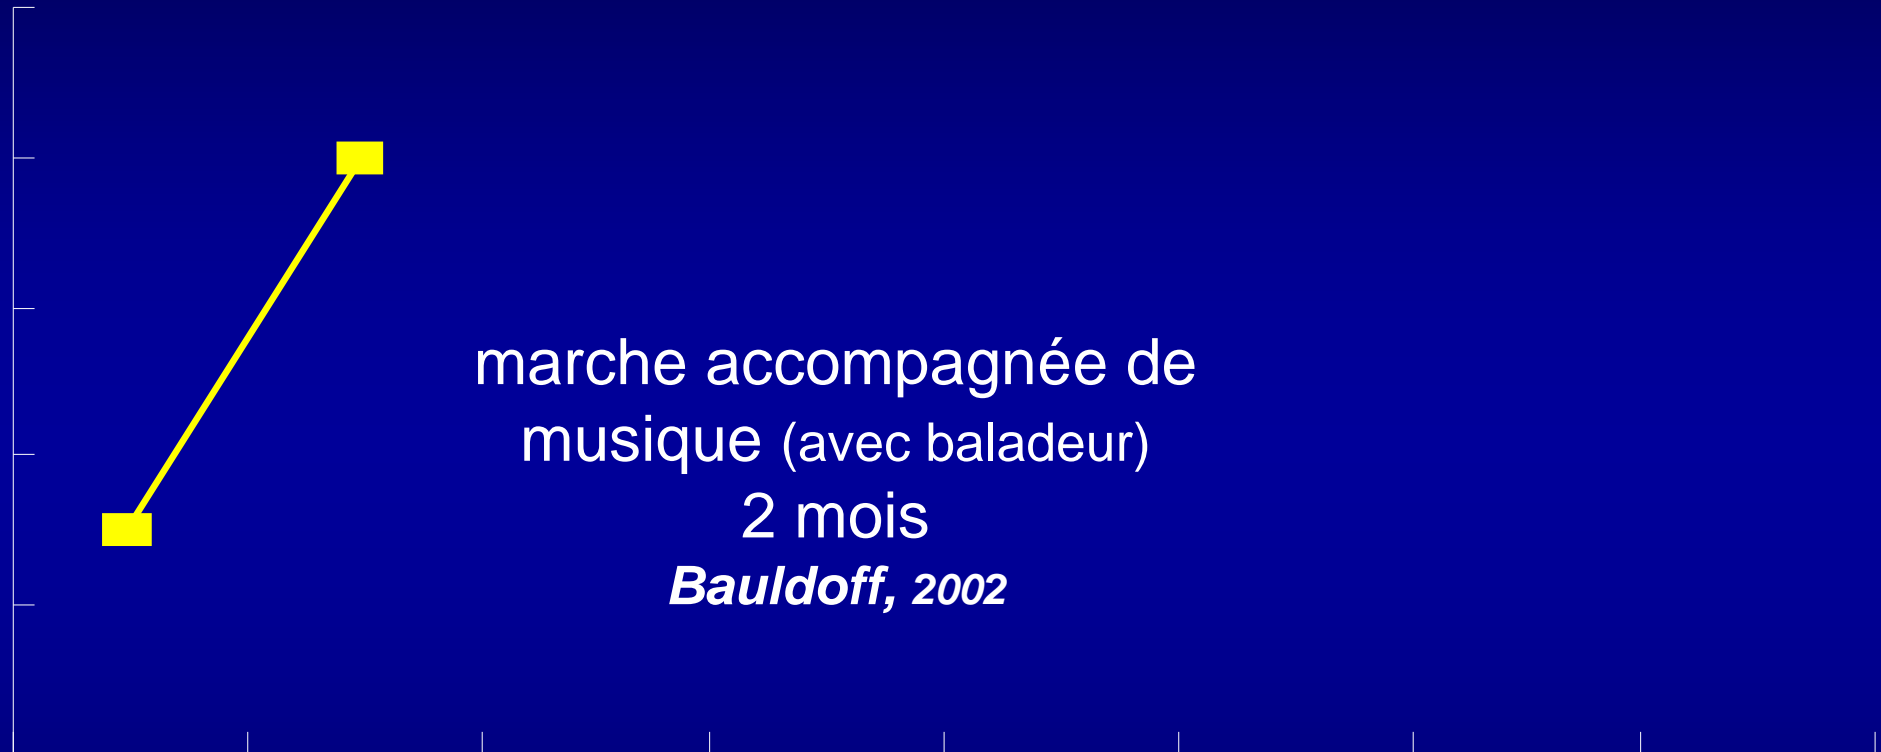 marche accompagnée de
musique (avec baladeur)
2 mois
Bauldoff, 2002